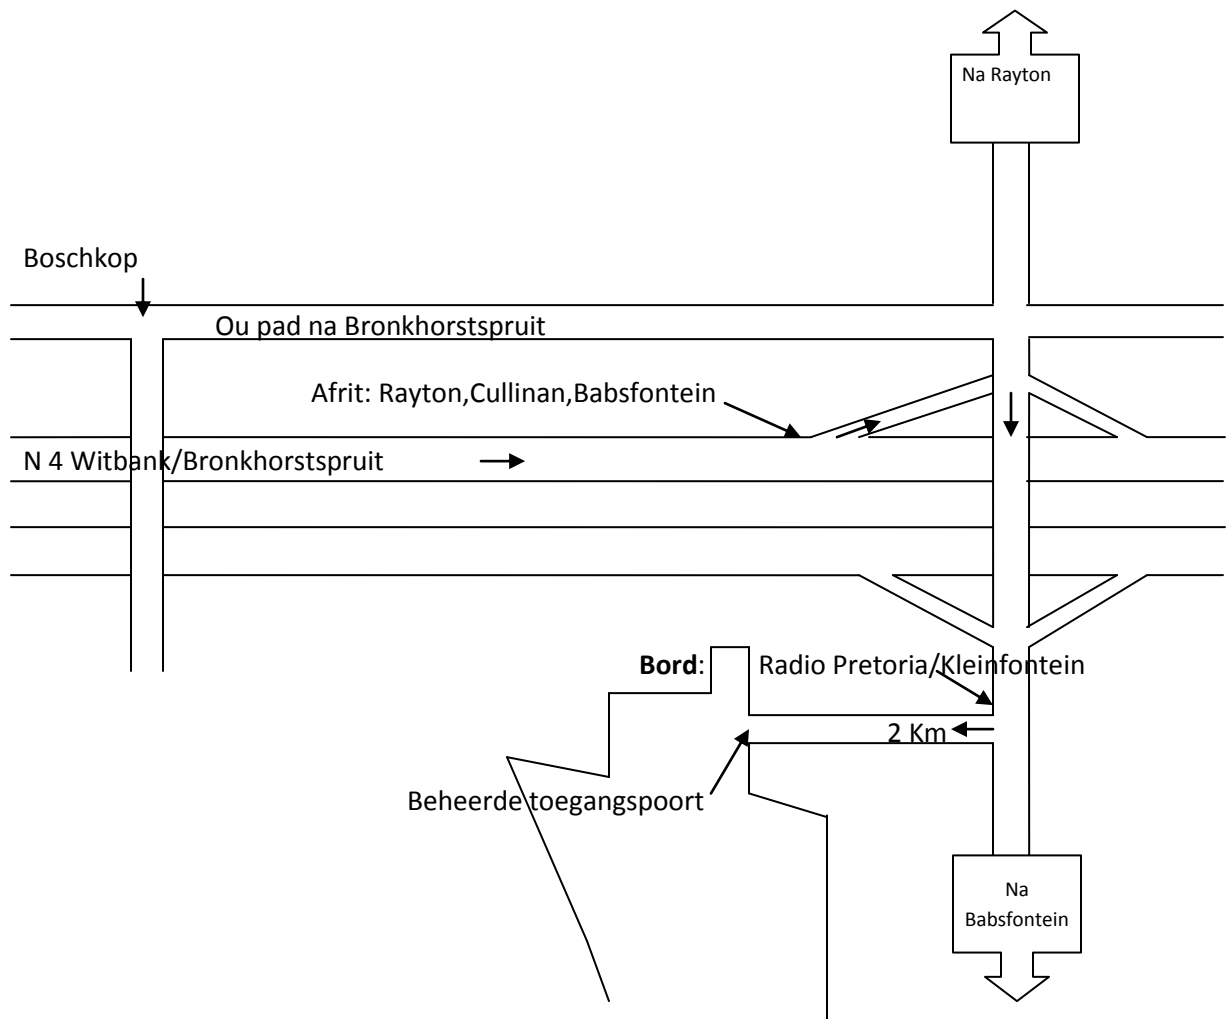 Na Rayton
Boschkop
Ou pad na Bronkhorstspruit
Afrit: Rayton,Cullinan,Babsfontein
N 4 Witbank/Bronkhorstspruit
Bord: Radio Pretoria/Kleinfontein
2 Km
Beheerde toegangspoort
Na
Babsfontein